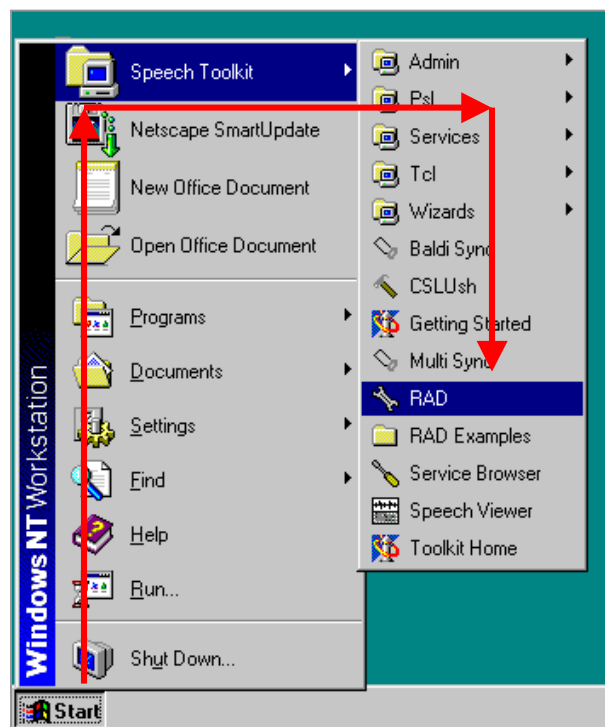 Speech Toolkit
Netscape SmartUpdate
New Office Document
Open Office Document
Programs
Documents
Settings
Find
Help
Run...
Shut Down...
Windows NT Workstation
Start
Admin
Psl
Services
Tcl
Wizards
Baldi Sync
CSLUsh
Getting Started
Multi Sync
RAD
RAD Examples
Service Browser
Speech Viewer
Toolkit Home